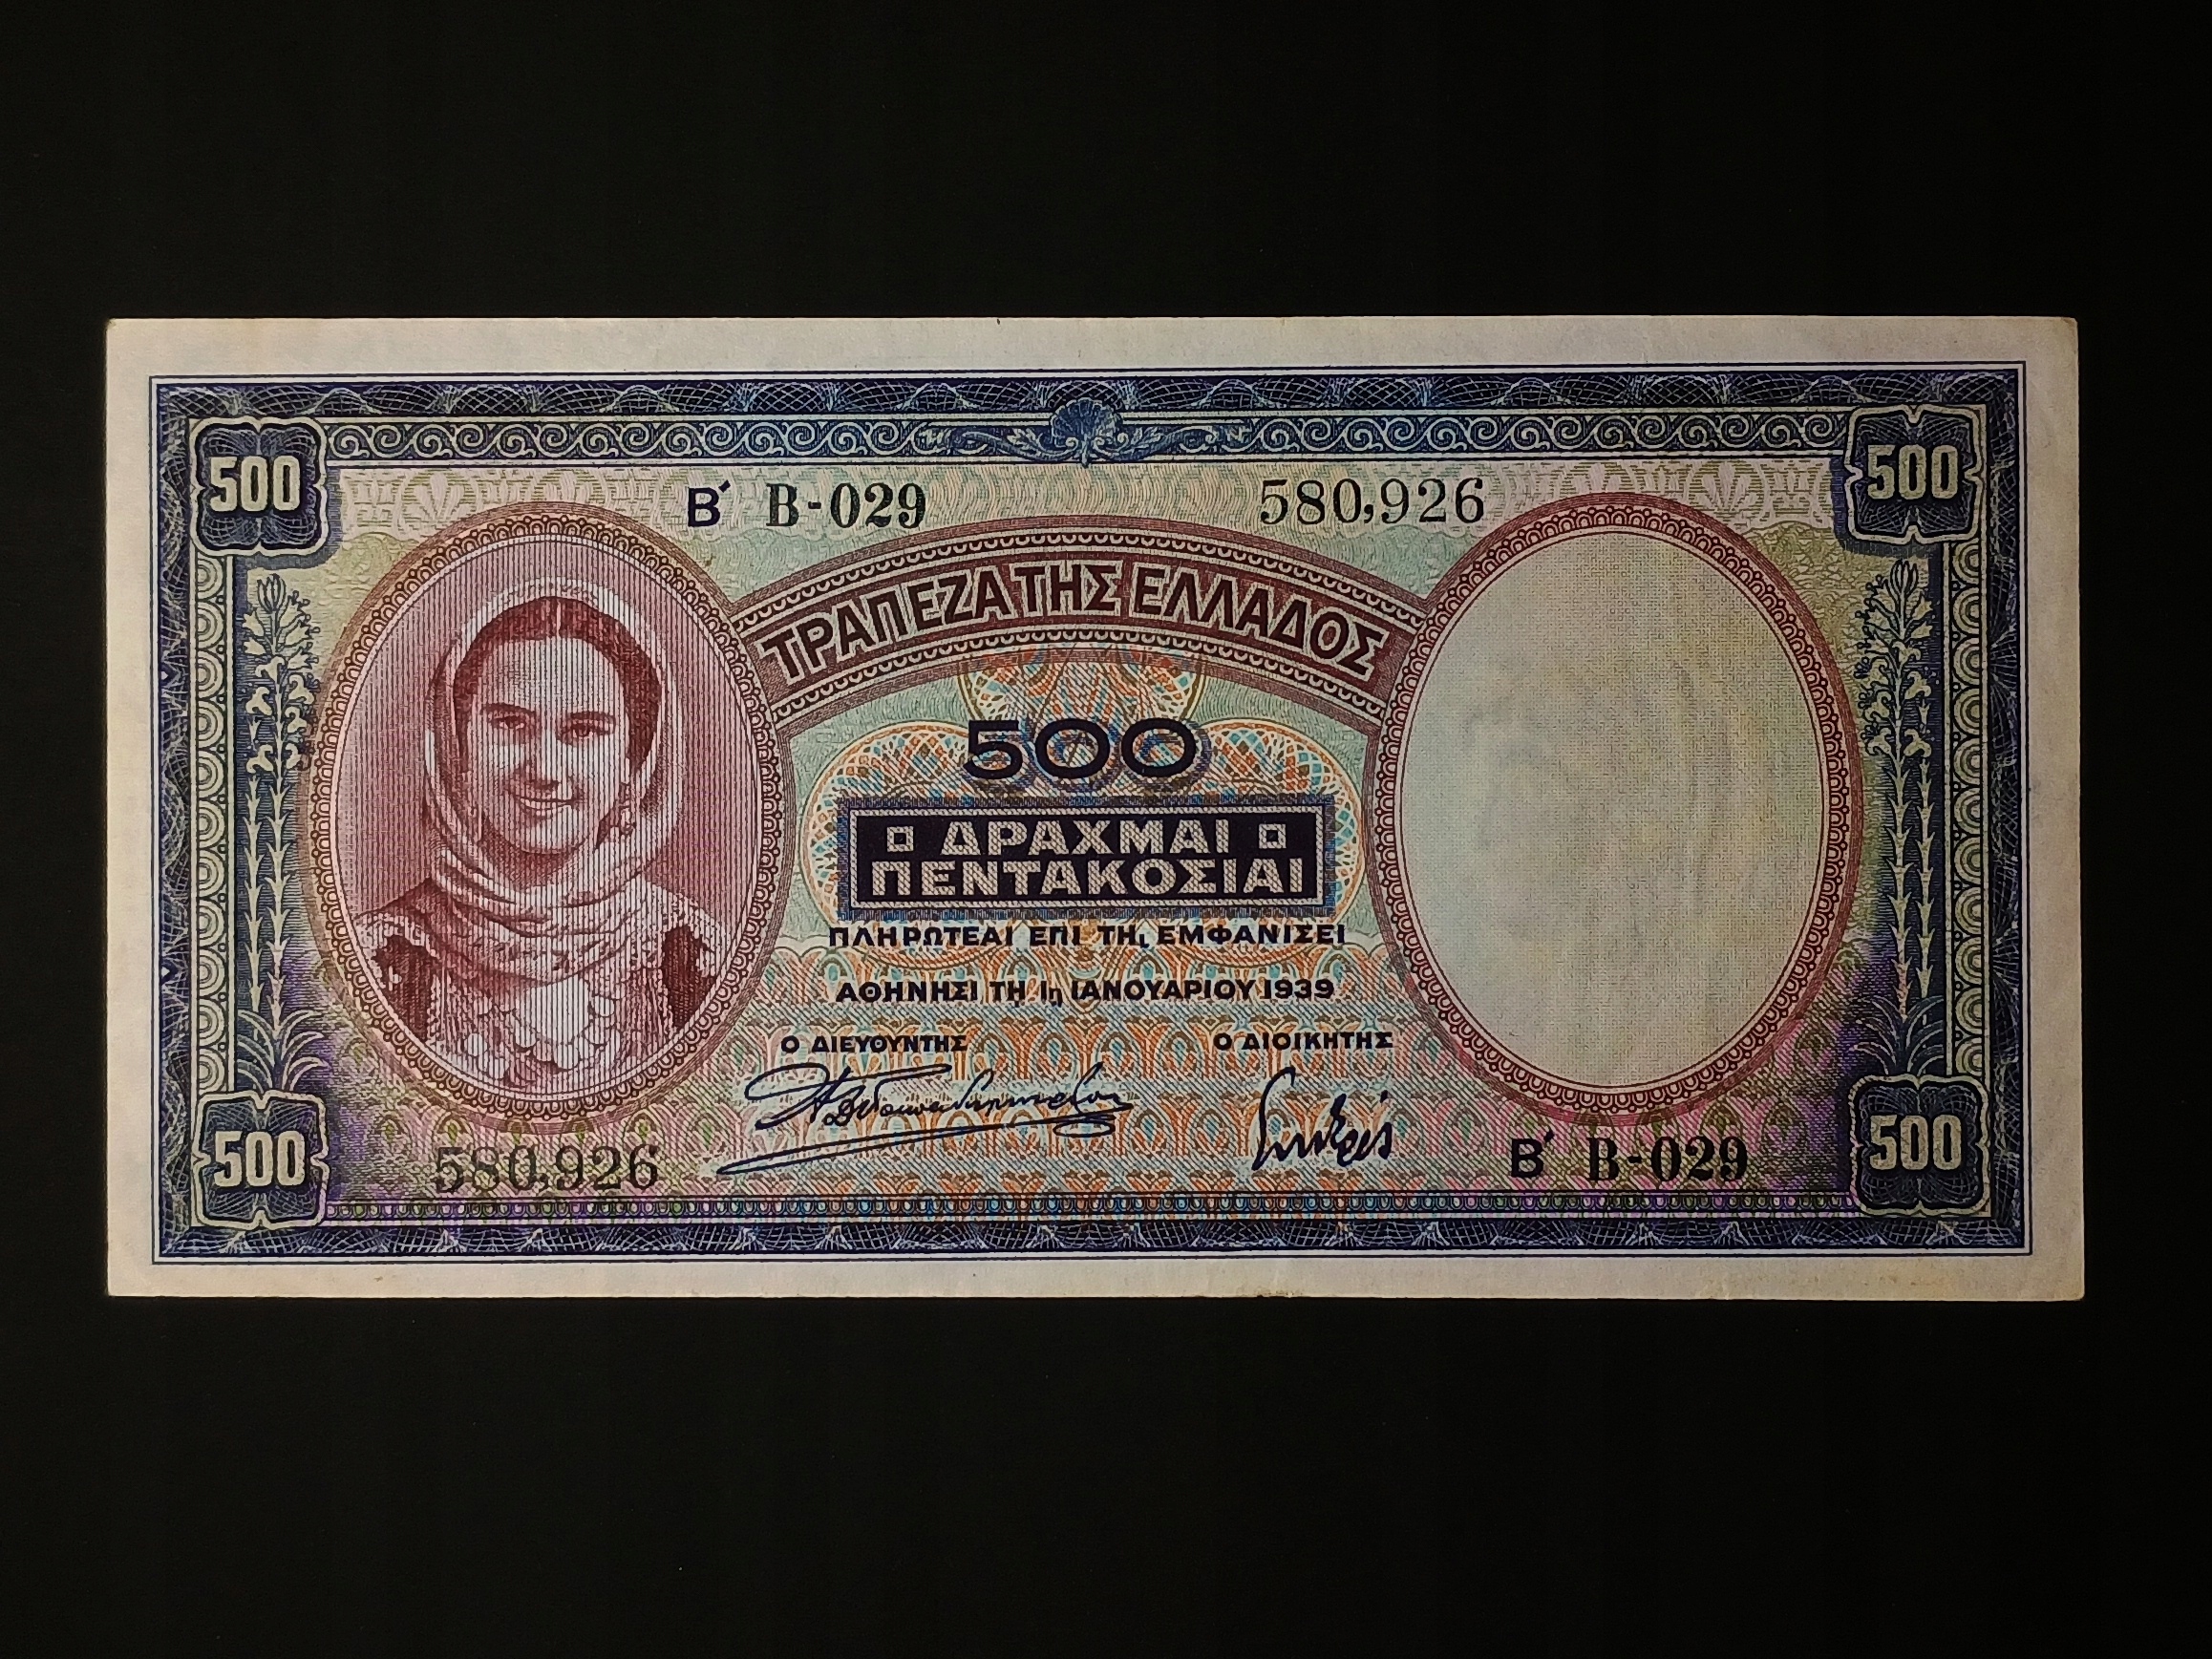 500 500
Β΄ Β-029 580,926
ΤΡΑΠΕΖΑ ΤΗΣ ΕΛΛΑΔΟΣ
500
ΔΡΑΧΜΑΙ
ΠΕΝΤΑΚΟΣΙΑΙ
ΠΛΗΡΩΤΕΑΙ ΕΠΙ ΤΗι ΕΜΦΑΝΙΣΕΙ
ΑΘΗΝΗΣΙ ΤΗ 1η ΙΑΝΟΥΑΡΙΟΥ 1939
Ο ΔΙΕΥΘΥΝΤΗΣ Ο ΔΙΟΙΚΗΤΗΣ
580,926 Β΄ Β-029
500 500